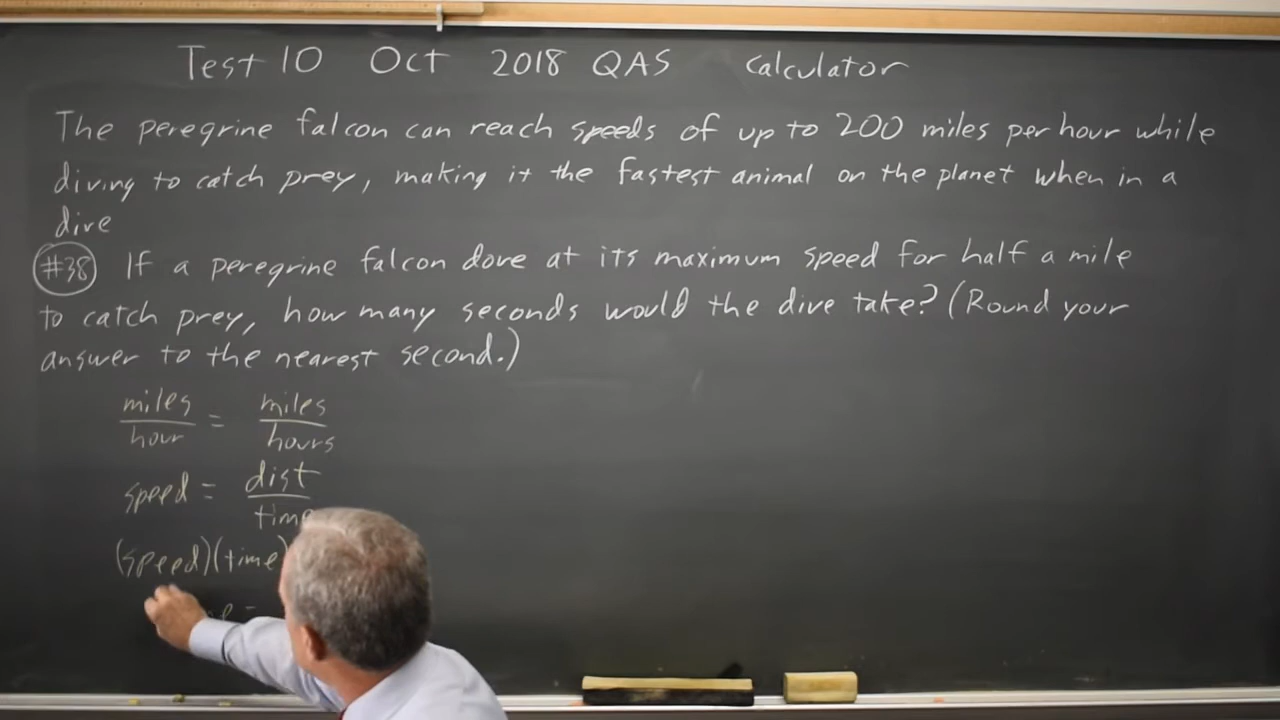 Test 10 Oct 2018 QAS calculator
The peregrine falcon can reach speeds of up to 200 miles per hour while
diving to catch prey, making it the fastest animal on the planet when in a
dive
#38 If a peregrine falcon dove at its maximum speed for half a mile
to catch prey, how many seconds would the dive take? (Round your
answer to the nearest second.)
miles/hour = miles/hours
speed = dist/time
(speed)(time)